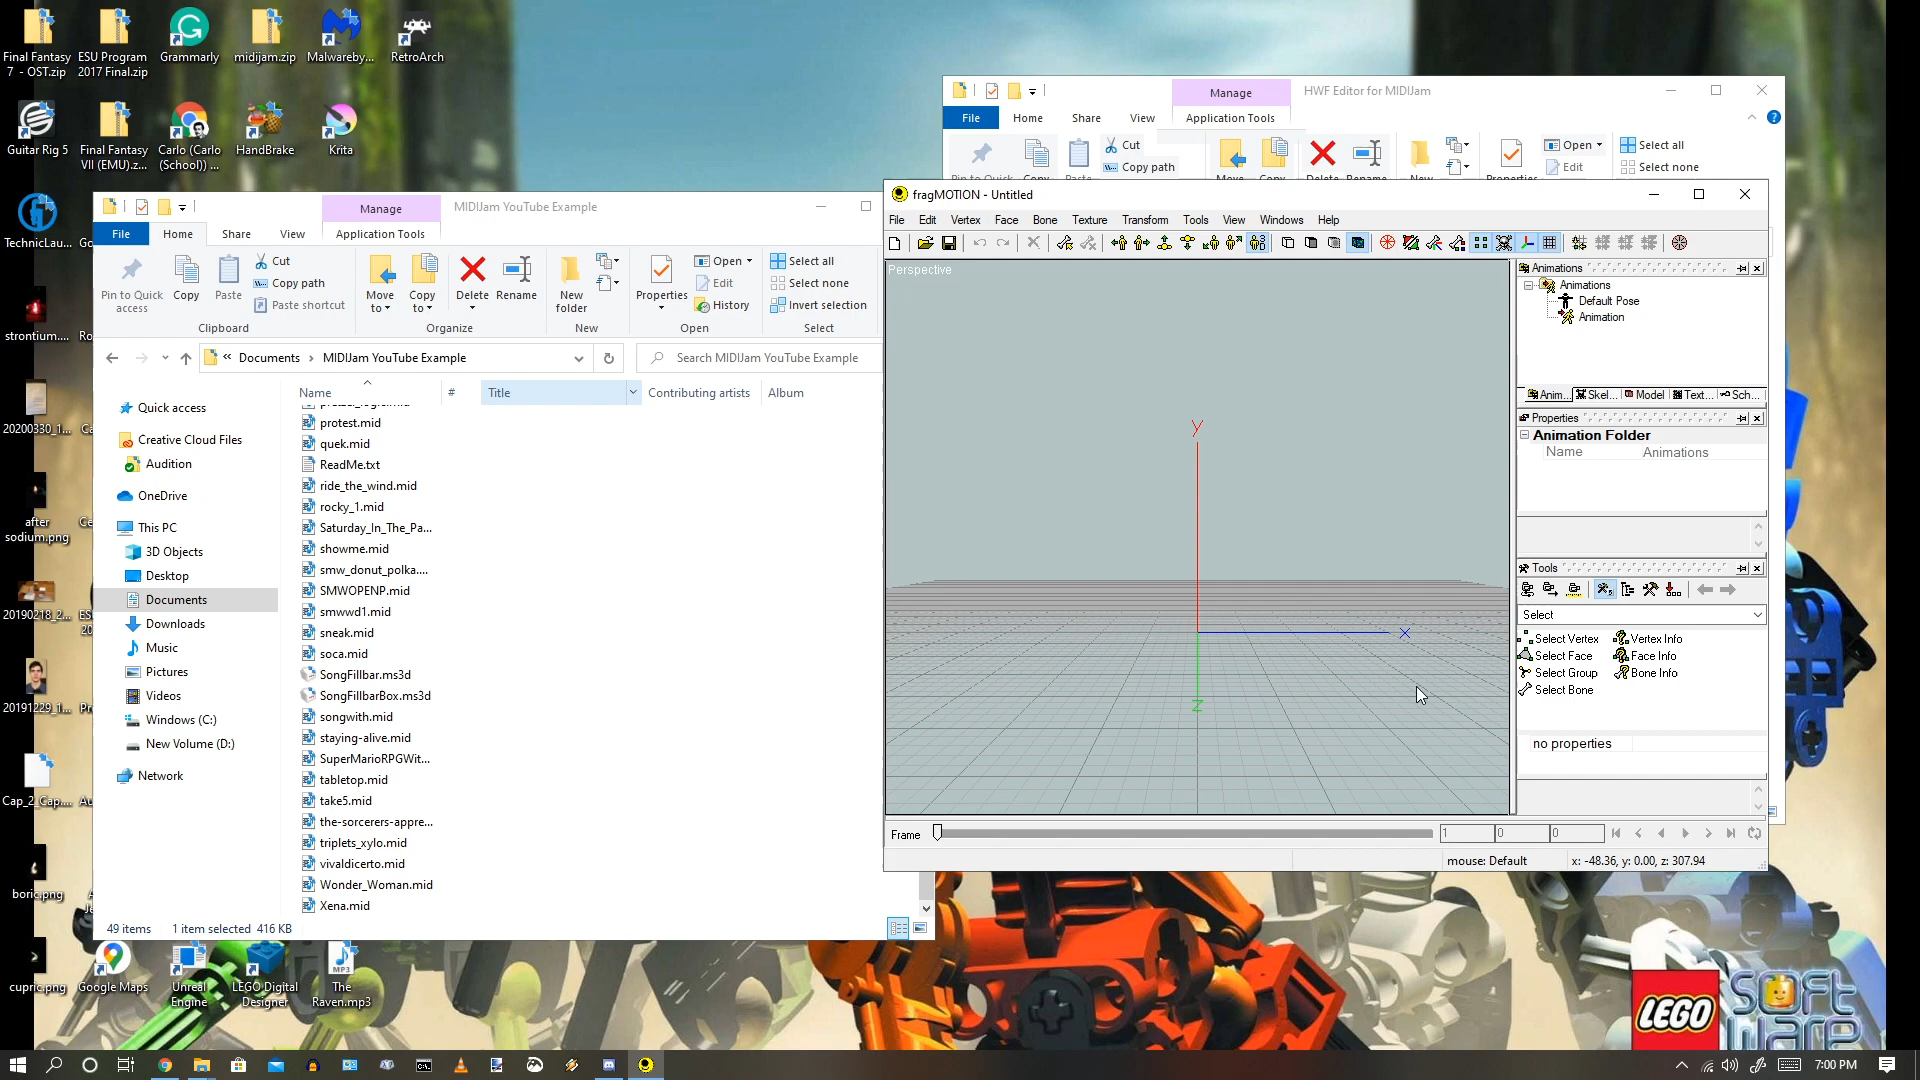 Final Fantasy 7 - OST.zip
ESU Program 2017 Final.zip
Grammarly
midijam.zip
Malwareby...
RetroArch
Guitar Rig 5
Final Fantasy VII (EMU).z...
Carlo (Carlo (School)) ...
HandBrake
Krita
TechnicLau...
strontium....
20200330_1...
after sodium.png
20190218_2...
20191229_1...
Cap_2_Cap....
boric.png
cupric.png
Google Maps
Unreal Engine
LEGO Digital Designer
MP3
The Raven.mp3
Manage
HWF Editor for MIDIJam
File
Home
Share
View
Application Tools
Cut
Copy path
Open
Edit
Select all
Select none
Manage
MIDIJam YouTube Example
File
Home
Share
View
Application Tools
Pin to Quick access
Copy
Paste
Cut
Copy path
Paste shortcut
Clipboard
Move to
Copy to
Delete
Rename
Organize
New folder
New
Properties
Open
Edit
History
Open
Select all
Select none
Invert selection
Select
« Documents › MIDIJam YouTube Example
Search MIDIJam YouTube Example
Name
#
Title
Contributing artists
Album
Quick access
Creative Cloud Files
Audition
OneDrive
This PC
3D Objects
Desktop
Documents
Downloads
Music
Pictures
Videos
Windows (C:)
New Volume (D:)
Network
protest.mid
quek.mid
ReadMe.txt
ride_the_wind.mid
rocky_1.mid
Saturday_In_The_Pa...
showme.mid
smw_donut_polka....
SMWOPENP.mid
smwwd1.mid
sneak.mid
soca.mid
SongFillbar.ms3d
SongFillbarBox.ms3d
songwith.mid
staying-alive.mid
SuperMarioRPGWit...
tabletop.mid
take5.mid
the-sorcerers-appre...
triplets_xylo.mid
vivaldicerto.mid
Wonder_Woman.mid
Xena.mid
49 items
1 item selected 416 KB
fragMOTION - Untitled
File Edit Vertex Face Bone Texture Transform Tools View Windows Help
Perspective
y
x
z
Animations
Animations
Default Pose
Animation
Anim...
Skel...
Model
Text...
Sch...
Properties
Animation Folder
Name
Animations
Tools
Select
Select Vertex
Vertex Info
Select Face
Face Info
Select Group
Bone Info
Select Bone
no properties
Frame
1
0
0
mouse: Default
x: -48.36, y: 0.00, z: 307.94
LEGO
SOFT
WARE
7:00 PM